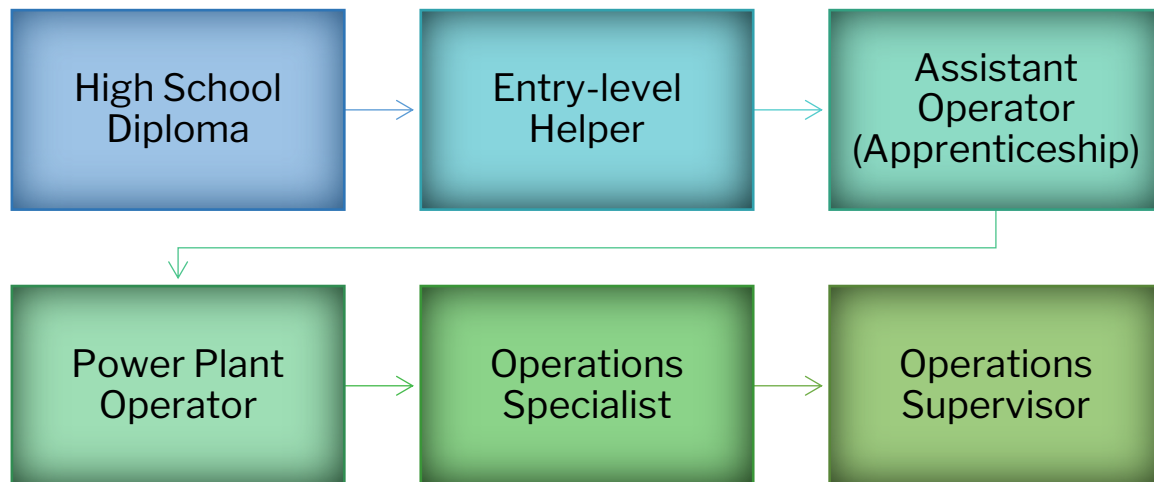 High School
Diploma
Entry-level
Helper
Assistant
Operator
(Apprenticeship)
Power Plant
Operator
Operations
Specialist
Operations
Supervisor